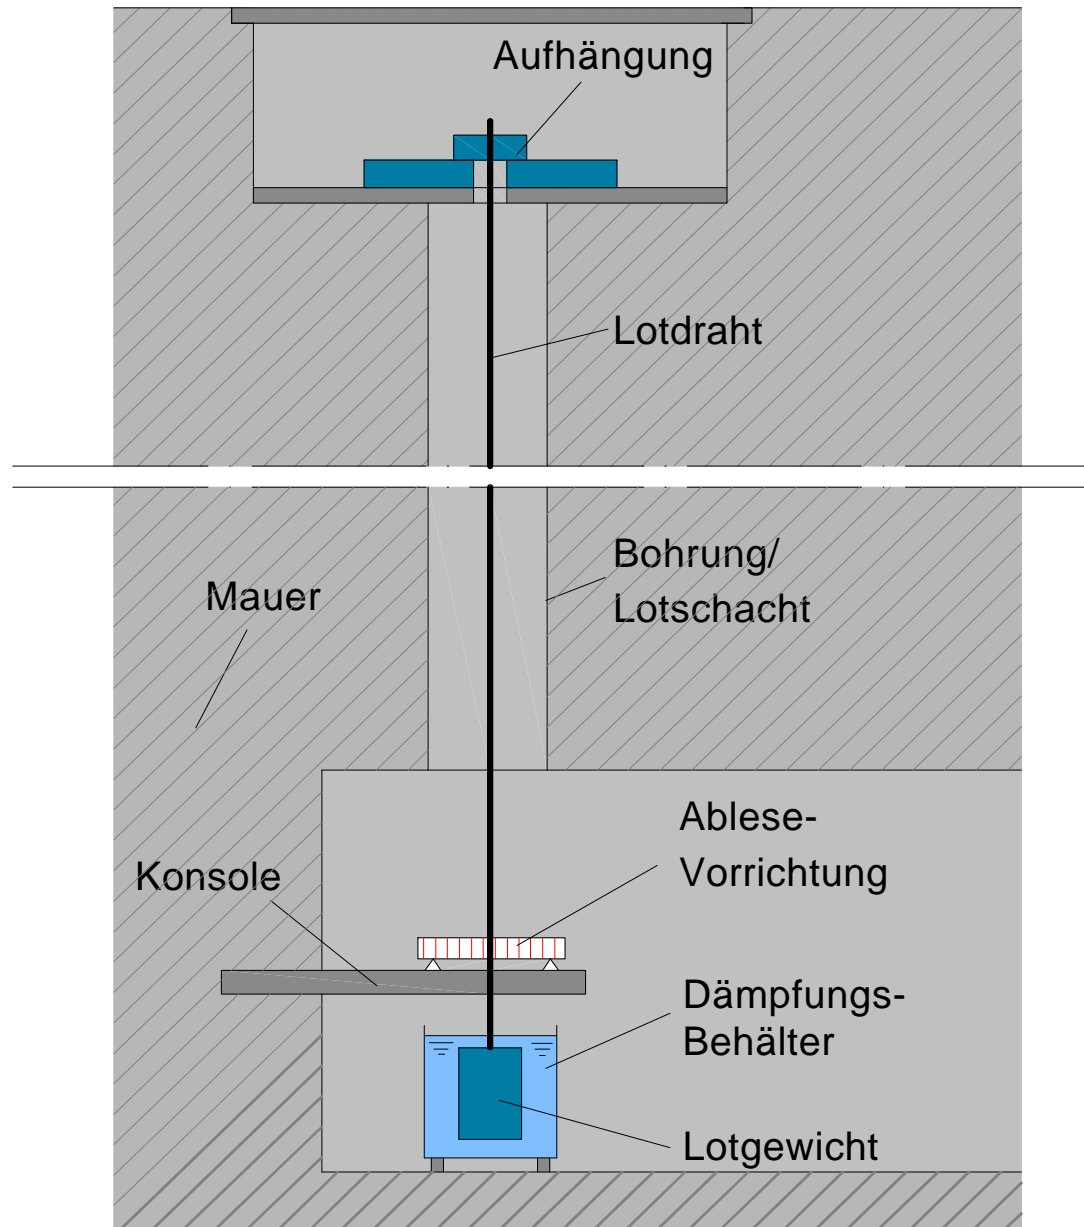 Aufhängung
Lotdraht
Bohrung/
Lotschacht
Mauer
Ablese-
Vorrichtung
Konsole
Dämpfungs-
Behälter
Lotgewicht